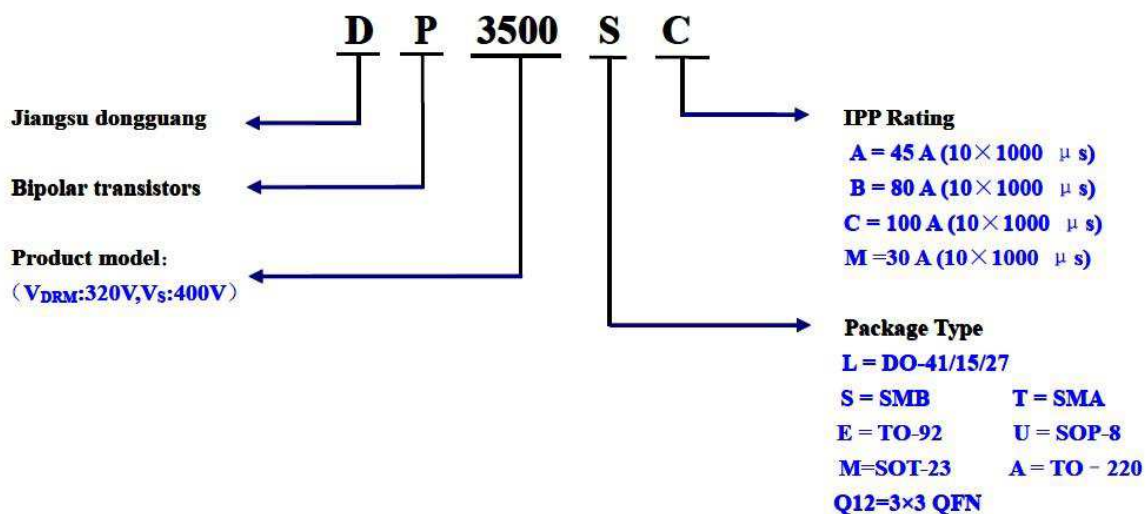 D P 3500 S C
Jiangsu dongguang
Bipolar transistors
Product model：
（VDRM:320V,VS:400V）
IPP Rating
A = 45 A (10×1000 μ s)
B = 80 A (10×1000 μ s)
C = 100 A (10×1000 μ s)
M =30 A (10×1000 μ s)
Package Type
L = DO-41/15/27
S = SMB T = SMA
E = TO-92 U = SOP-8
M=SOT-23 A = TO－220
Q12=3×3 QFN